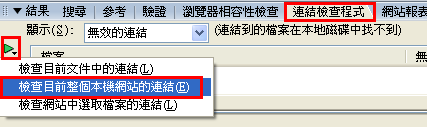 結果 搜尋 參考 驗證 瀏覽器相容性檢查 連結檢查程式 網站報表
顯示(S): 無效的連結 (連結到的檔案在本地磁碟中找不到)
檔案
檢查目前文件中的連結(L)
檢查目前整個本機網站的連結(E)
檢查網站中選取檔案的連結(L)